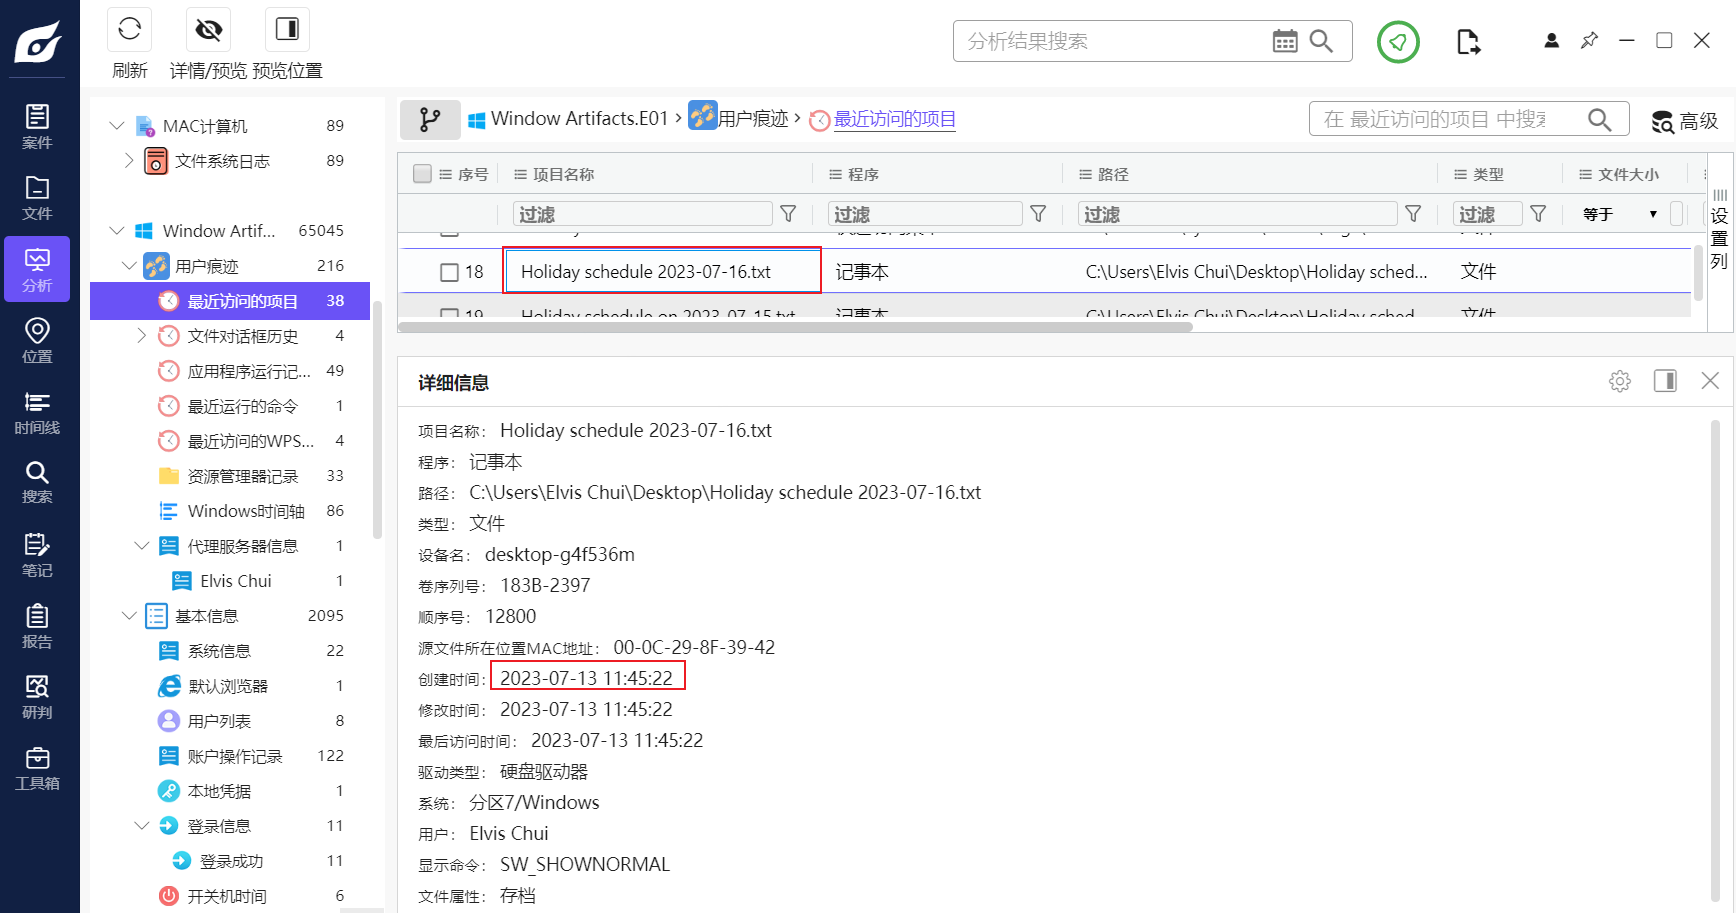 刷新
详情/预览
预览位置
分析结果搜索
案件
文件
分析
位置
时间线
搜索
笔记
报告
研判
工具箱
MAC计算机 89
文件系统日志 89
Window Artif... 65045
用户痕迹 216
最近访问的项目 38
文件对话框历史 4
应用程序运行记... 49
最近运行的命令 1
最近访问的WPS... 4
资源管理器记录 33
Windows时间轴 86
代理服务器信息 1
Elvis Chui 1
基本信息 2095
系统信息 22
默认浏览器 1
用户列表 8
账户操作记录 122
本地凭据 1
登录信息 11
登录成功 11
开关机时间 6
Window Artifacts.E01 › 用户痕迹 › 最近访问的项目
在 最近访问的项目 中搜索
高级
序号 项目名称 程序 路径 类型 文件大小
过滤 过滤 过滤 过滤 等于
设置列
18 Holiday schedule 2023-07-16.txt 记事本 C:\Users\Elvis Chui\Desktop\Holiday sched... 文件
19 Holiday schedule on 2023-07-15.txt 记事本 C:\Users\Elvis Chui\Desktop\Holiday sched... 文件
详细信息
项目名称： Holiday schedule 2023-07-16.txt
程序： 记事本
路径： C:\Users\Elvis Chui\Desktop\Holiday schedule 2023-07-16.txt
类型： 文件
设备名： desktop-g4f536m
卷序列号： 183B-2397
顺序号： 12800
源文件所在位置MAC地址： 00-0C-29-8F-39-42
创建时间： 2023-07-13 11:45:22
修改时间： 2023-07-13 11:45:22
最后访问时间： 2023-07-13 11:45:22
驱动类型： 硬盘驱动器
系统： 分区7/Windows
用户： Elvis Chui
显示命令： SW_SHOWNORMAL
文件属性： 存档